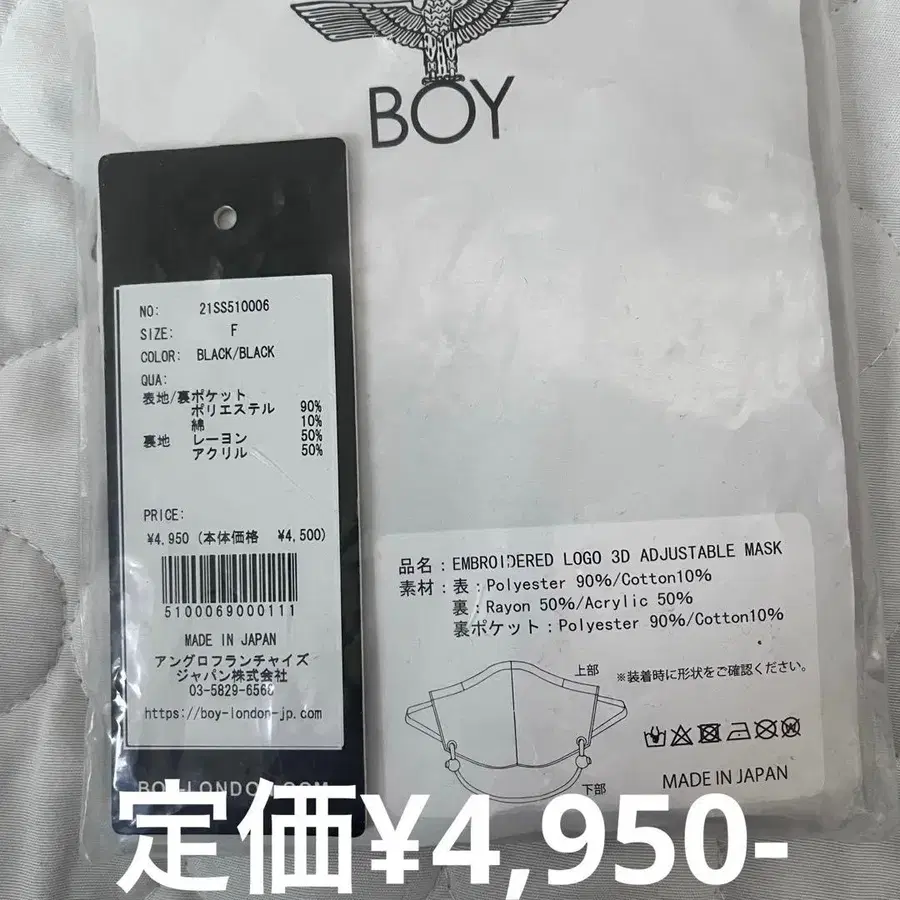 BOY
NO: 21SS510006
SIZE: F
COLOR: BLACK/BLACK
QUA:
表地/裏ポケット
ポリエステル 90%
綿 10%
裏地 レーヨン 50%
アクリル 50%
PRICE:
¥4,950 (本体価格 ¥4,500)
5100069000111
MADE IN JAPAN
アングロフランチャイズ
ジャパン株式会社
03-5829-6568
https://boy-london-jp.com
BOY-LONDON.COM
品名：EMBROIDERED LOGO 3D ADJUSTABLE MASK
素材：表：Polyester 90%/Cotton10%
裏：Rayon 50%/Acrylic 50%
裏ポケット：Polyester 90%/Cotton10%
上部
※装着時に形状をご確認ください。
下部
MADE IN JAPAN
定価¥4,950-